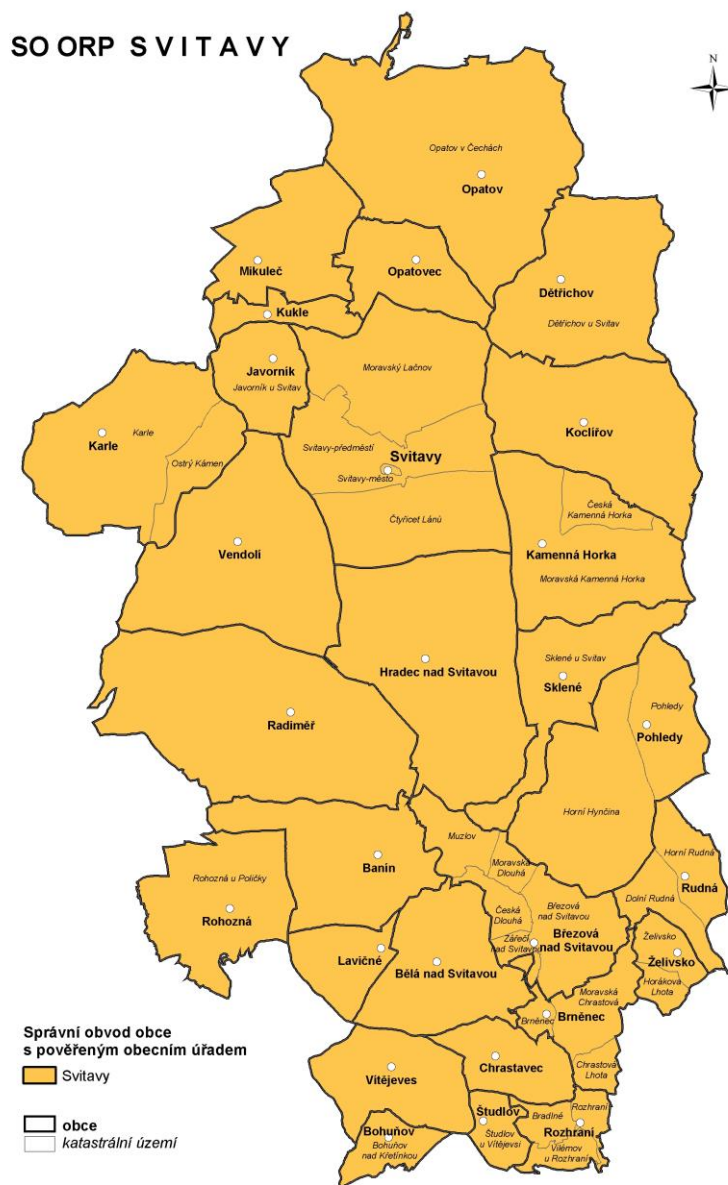 SO ORP S V I T A V Y
N
Opatov v Čechách
Opatov
Mikuleč
Opatovec
Dětřichov
Dětřichov u Svitav
Kukle
Javorník
Javorník u Svitav
Moravský Lačnov
Karle
Karle
Ostrý Kámen
Koclířov
Svitavy-předměstí
Svitavy
Svitavy-město
Čtyřicet Lánů
Česká
Kamenná Horka
Kamenná Horka
Moravská Kamenná Horka
Vendolí
Hradec nad Svitavou
Sklené u Svitav
Sklené
Radiměř
Pohledy
Pohledy
Horní Hynčina
Muzlov
Moravská
Dlouhá
Horní Rudná
Rudná
Dolní Rudná
Banín
Rohozná u Poličky
Rohozná
Česká
Dlouhá
Březová
nad Svitavou
Březová
nad Svitavou
Zářečí
nad Svitavou
Lavičné
Bělá nad Svitavou
Želivsko
Želivsko
Horákova
Lhota
Moravská
Chrastová
Brněnec
Brněnec
Chrastavec
Chrastová
Lhota
Vítějeves
Študlov
Študlov
u Vítějevsi
Bradlné
Rozhraní
Rozhraní
Vilémov
u Rozhraní
Bohuňov
Bohuňov
nad Křetínkou
Správní obvod obce
s pověřeným obecním úřadem
Svitavy
obce
katastrální území